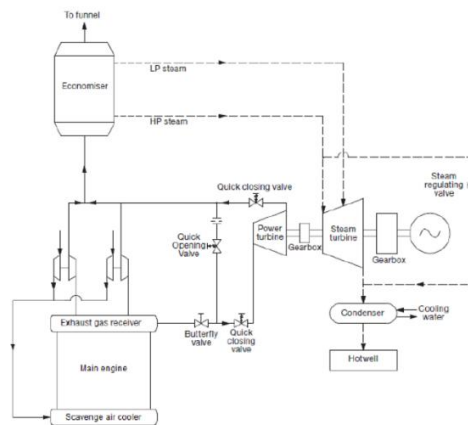 To funnel
Economiser
LP steam
HP steam
Quick closing valve
Steam
regulating
valve
Quick
Opening
Valve
Power
turbine
Gearbox
Steam
turbine
Gearbox
Exhaust gas receiver
Butterfly
valve
Quick
closing
valve
Condenser
Cooling
water
Main engine
Hotwell
Scavenge air cooler